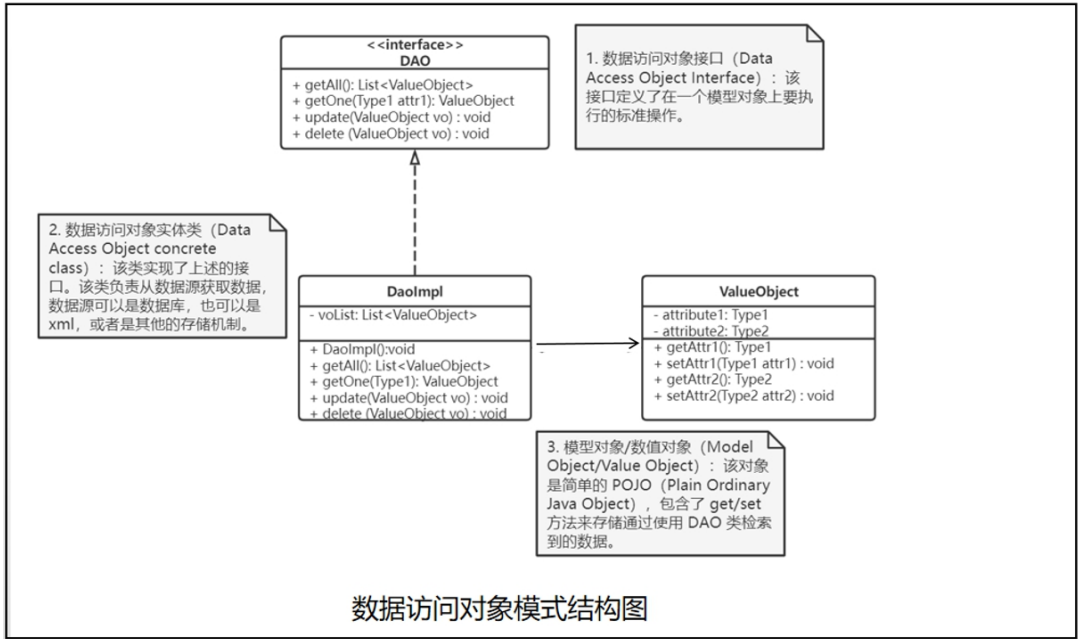 <<interface>>
DAO
+ getAll(): List<ValueObject>
+ getOne(Type1 attr1): ValueObject
+ update(ValueObject vo) : void
+ delete (ValueObject vo) : void
1. 数据访问对象接口（Data
Access Object Interface）：该
接口定义了在一个模型对象上要执
行的标准操作。
2. 数据访问对象实体类（Data
Access Object concrete
class）：该类实现了上述的接
口。该类负责从数据源获取数据，
数据源可以是数据库，也可以是
xml，或者是其他的存储机制。
DaoImpl
- voList: List<ValueObject>
+ DaoImpl():void
+ getAll(): List<ValueObject>
+ getOne(Type1): ValueObject
+ update(ValueObject vo) : void
+ delete (ValueObject vo) : void
ValueObject
- attribute1: Type1
- attribute2: Type2
+ getAttr1(): Type1
+ setAttr1(Type1 attr1) : void
+ getAttr2(): Type2
+ setAttr2(Type2 attr2) : void
3. 模型对象/数值对象（Model
Object/Value Object）：该对象
是简单的 POJO（Plain Ordinary
Java Object），包含了 get/set
方法来存储通过使用 DAO 类检索
到的数据。
数据访问对象模式结构图